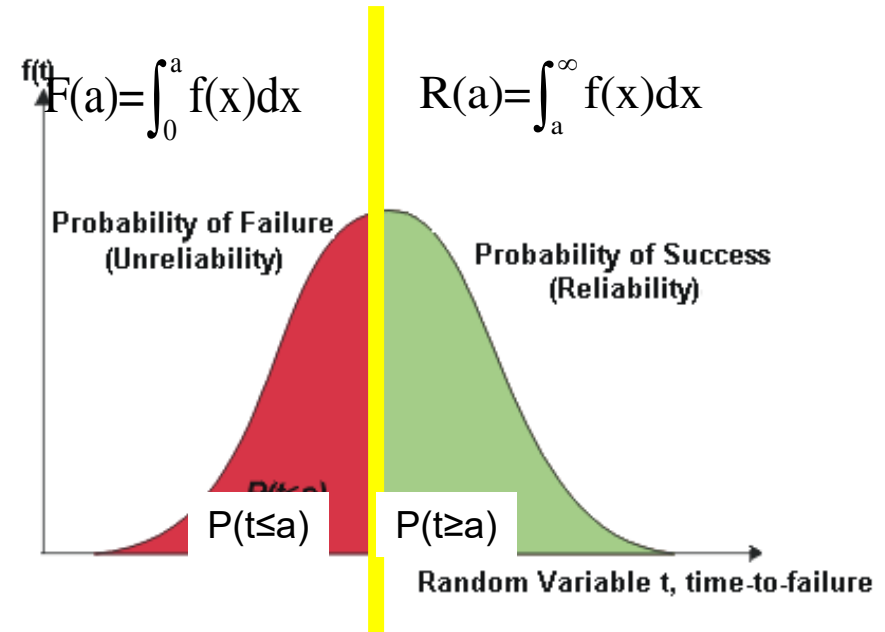 f(t)
F(a)=∫₀ᵃ f(x)dx
R(a)=∫ₐ^∞ f(x)dx
Probability of Failure
(Unreliability)
Probability of Success
(Reliability)
P(t≤a)
P(t≥a)
Random Variable t, time-to-failure